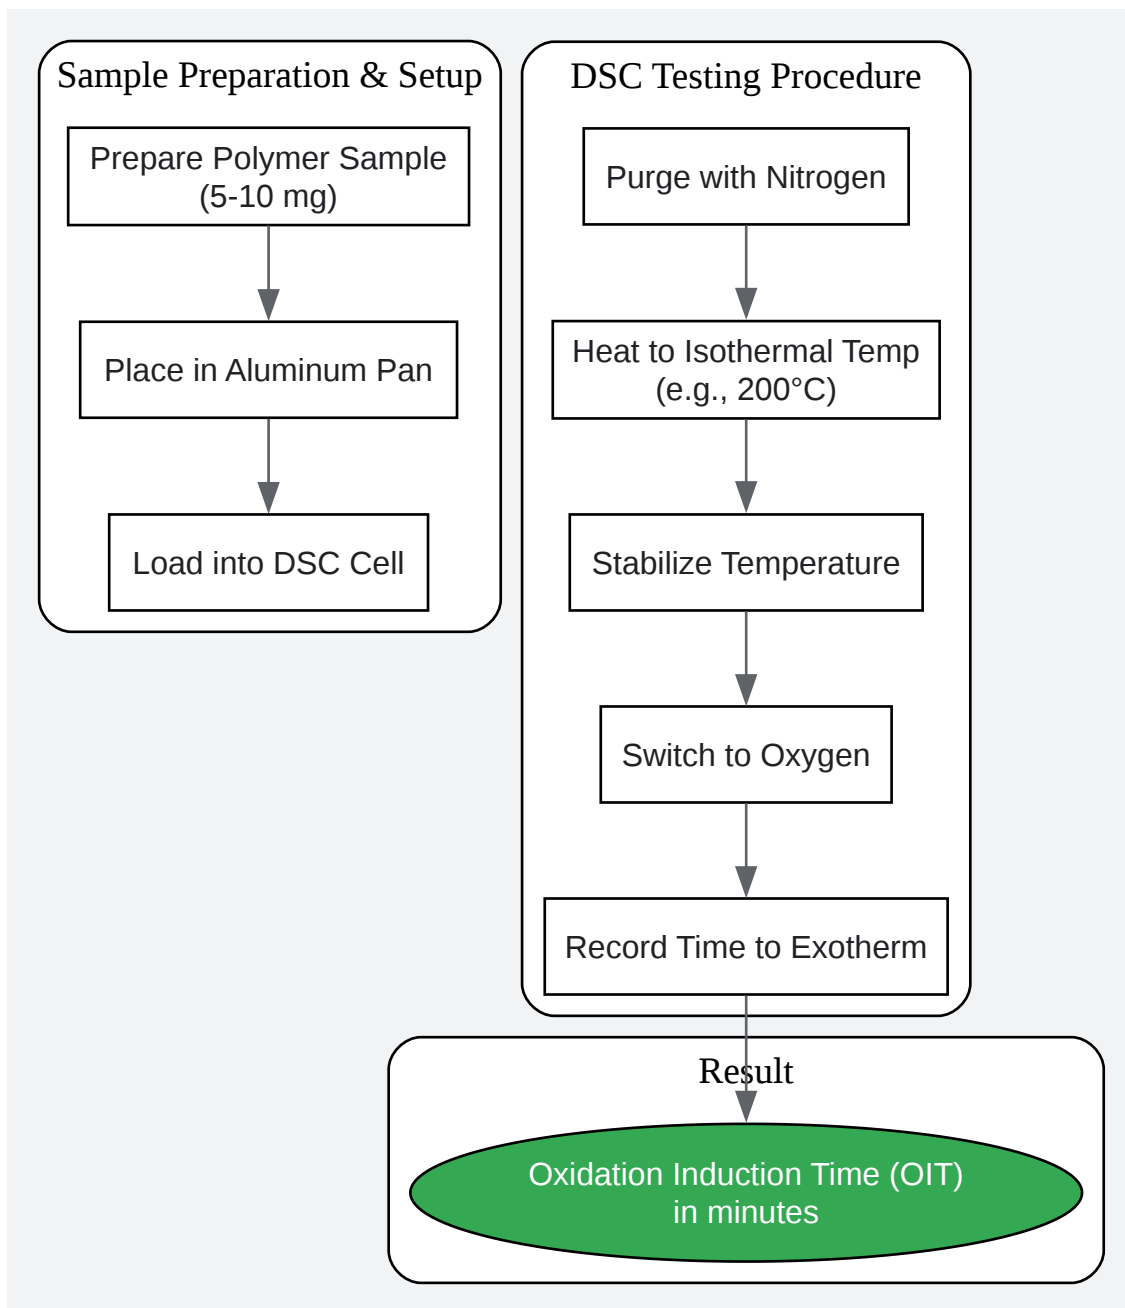 Sample Preparation & Setup
Prepare Polymer Sample
(5-10 mg)
Place in Aluminum Pan
Load into DSC Cell
DSC Testing Procedure
Purge with Nitrogen
Heat to Isothermal Temp
(e.g., 200°C)
Stabilize Temperature
Switch to Oxygen
Record Time to Exotherm
Result
Oxidation Induction Time (OIT)
in minutes